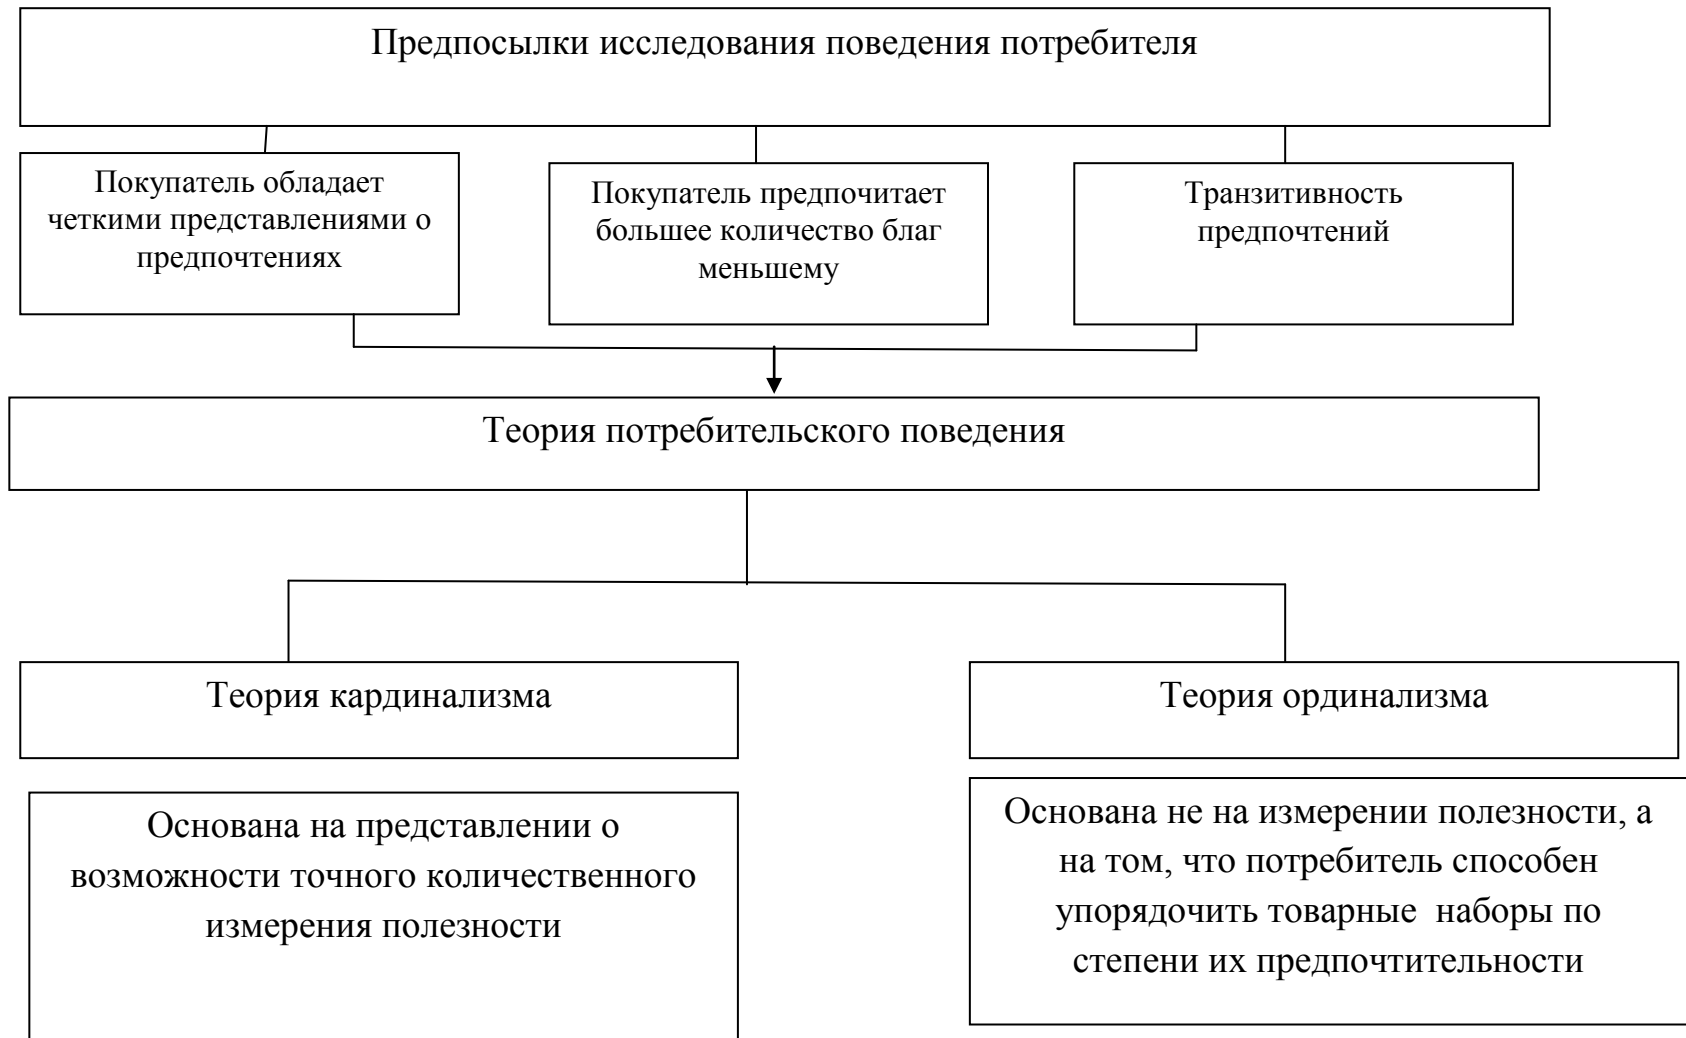 Предпосылки исследования поведения потребителя
Покупатель обладает
четкими представлениями о
предпочтениях
Покупатель предпочитает
большее количество благ
меньшему
Транзитивность
предпочтений
Теория потребительского поведения
Теория кардинализма
Теория ординализма
Основана на представлении о
возможности точного количественного
измерения полезности
Основана не на измерении полезности, а
на том, что потребитель способен
упорядочить товарные наборы по
степени их предпочтительности